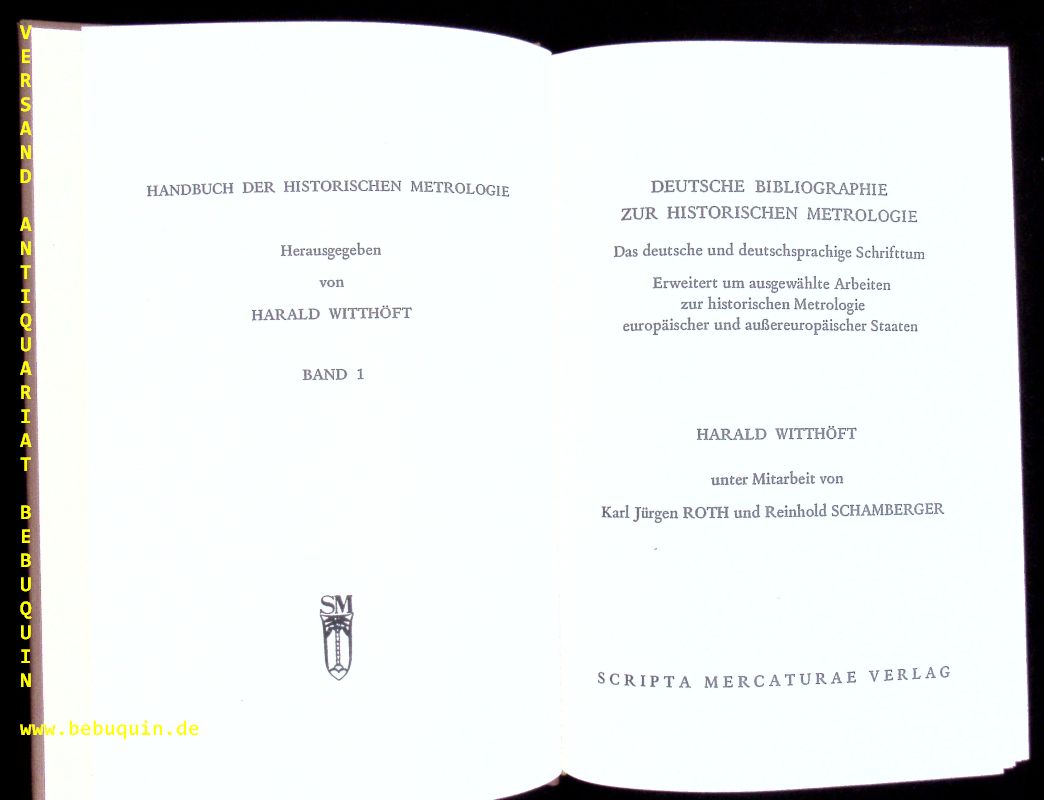 VERSAND ANTIQUARIAT BEBUQUIN
www.bebuquin.de
HANDBUCH DER HISTORISCHEN METROLOGIE
Herausgegeben
von
HARALD WITTHÖFT
BAND 1
SM
DEUTSCHE BIBLIOGRAPHIE
ZUR HISTORISCHEN METROLOGIE
Das deutsche und deutschsprachige Schrifttum
Erweitert um ausgewählte Arbeiten
zur historischen Metrologie
europäischer und außereuropäischer Staaten
HARALD WITTHÖFT
unter Mitarbeit von
Karl Jürgen ROTH und Reinhold SCHAMBERGER
SCRIPTA MERCATURAE VERLAG